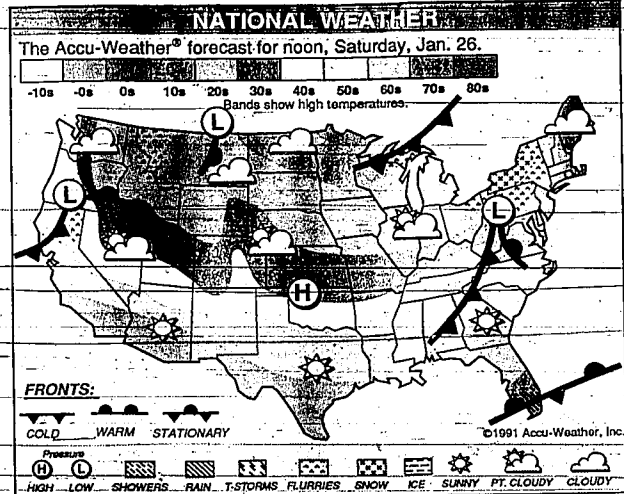 NATIONAL WEATHER
The Accu-Weather® forecast for noon, Saturday, Jan. 26.
-10s -0s 0s 10s 20s 30s 40s 50s 60s 70s 80s
Bands show high temperatures.
L
L
L
H
FRONTS:
COLD WARM STATIONARY
©1991 Accu-Weather, Inc.
Pressure
H L
HIGH LOW SHOWERS RAIN T-STORMS FLURRIES SNOW ICE SUNNY PT. CLOUDY CLOUDY